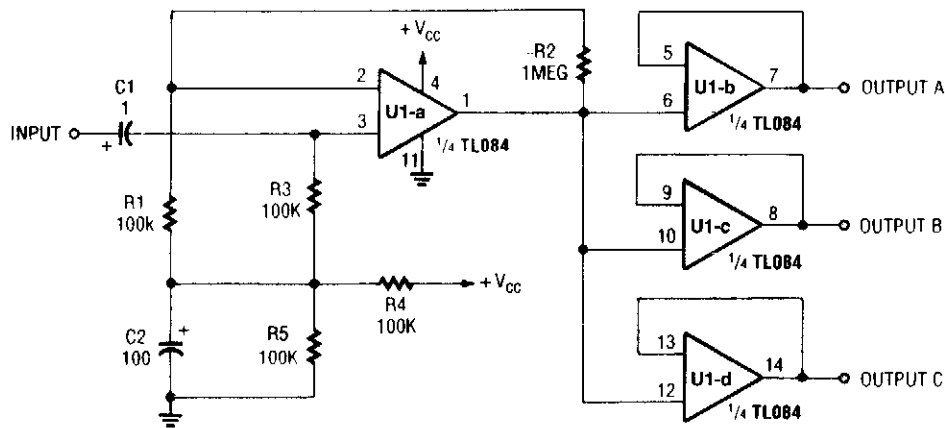 + VCC
R2
1MEG
5
7
U1-b
6
OUTPUT A
1/4 TL084
C1
1
+
INPUT
2
4
U1-a
1
3
11
1/4 TL084
R1
100k
R3
100K
9
8
U1-c
10
OUTPUT B
1/4 TL084
+ VCC
R4
100K
C2
100
+
R5
100K
13
14
U1-d
12
OUTPUT C
1/4 TL084